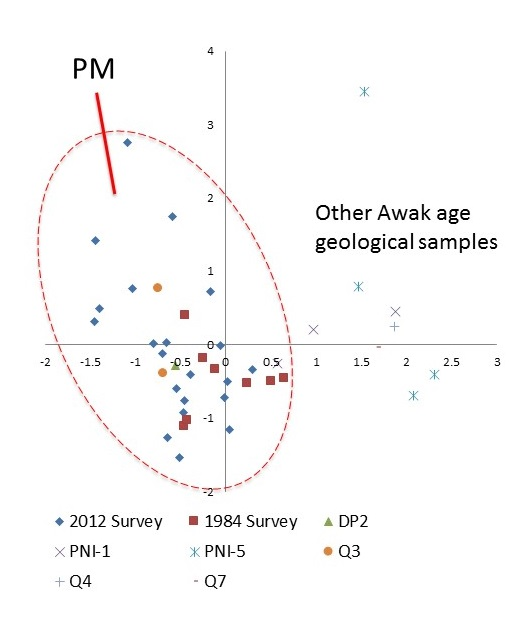 4
PM
3
2
Other Awak age
geological samples
1
0
-2 -1.5 -1 -0.5 0 0.5 1 1.5 2 2.5 3
-1
-2
2012 Survey 1984 Survey DP2
PNI-1 PNI-5 Q3
Q4 Q7